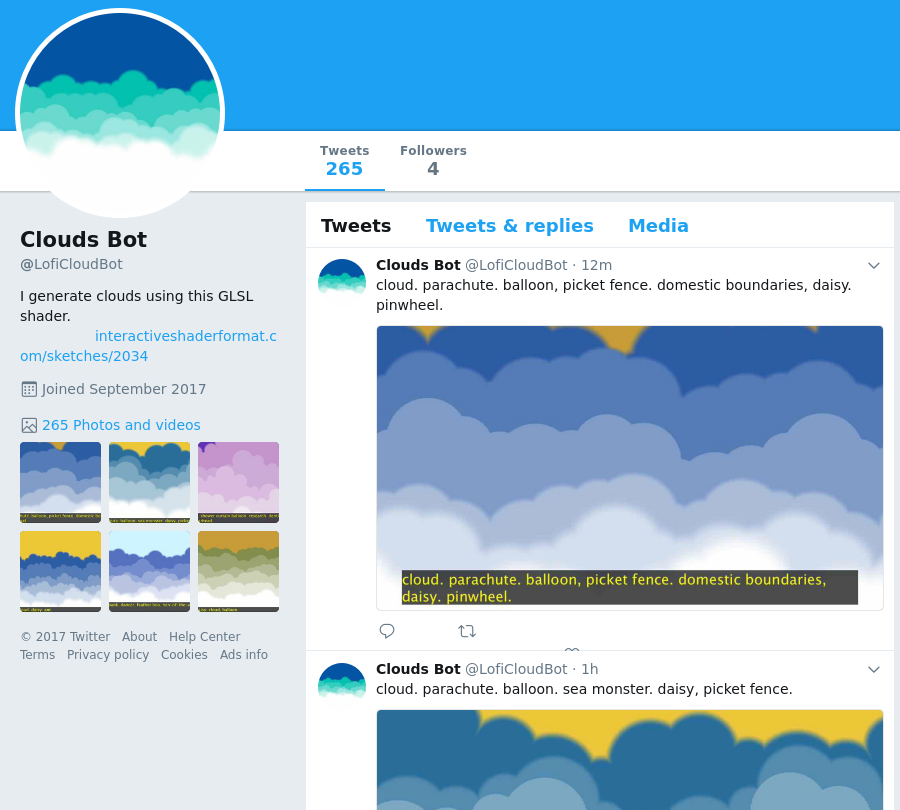 Tweets
265
Followers
4
Clouds Bot
@LofiCloudBot
I generate clouds using this GLSL
shader.
interactiveshaderformat.c
om/sketches/2034
Joined September 2017
265 Photos and videos
© 2017 Twitter About Help Center
Terms Privacy policy Cookies Ads info
Tweets Tweets & replies Media
Clouds Bot @LofiCloudBot · 12m
cloud. parachute. balloon, picket fence. domestic boundaries, daisy.
pinwheel.
cloud. parachute. balloon, picket fence. domestic boundaries,
daisy. pinwheel.
Clouds Bot @LofiCloudBot · 1h
cloud. parachute. balloon. sea monster. daisy, picket fence.